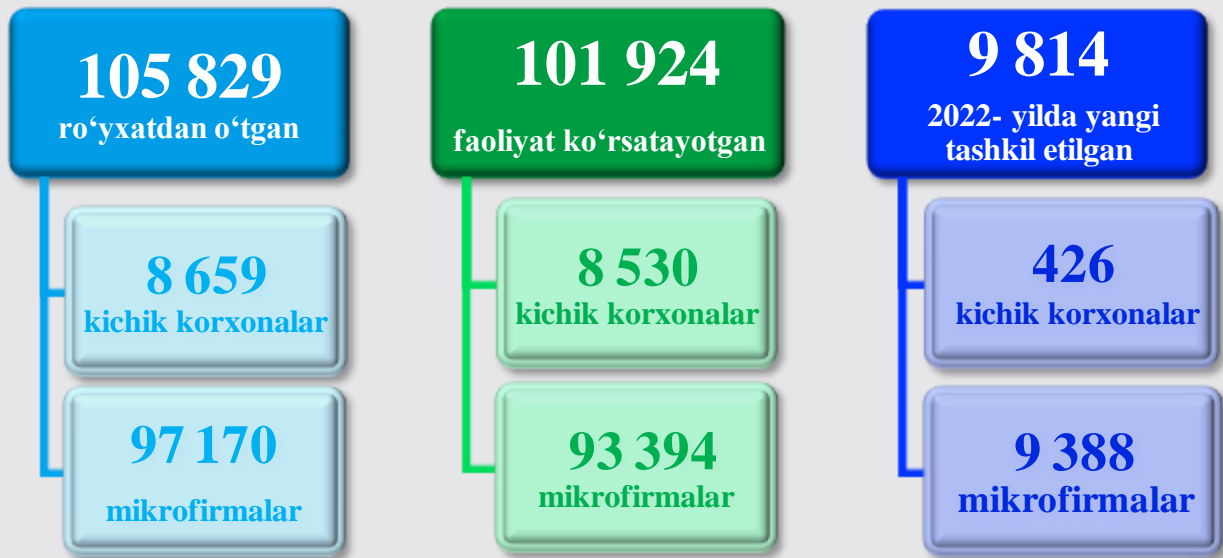 105 829
ro‘yxatdan o‘tgan
8 659
kichik korxonalar
97 170
mikrofirmalar
101 924
faoliyat ko‘rsatayotgan
8 530
kichik korxonalar
93 394
mikrofirmalar
9 814
2022- yilda yangi
tashkil etilgan
426
kichik korxonalar
9 388
mikrofirmalar